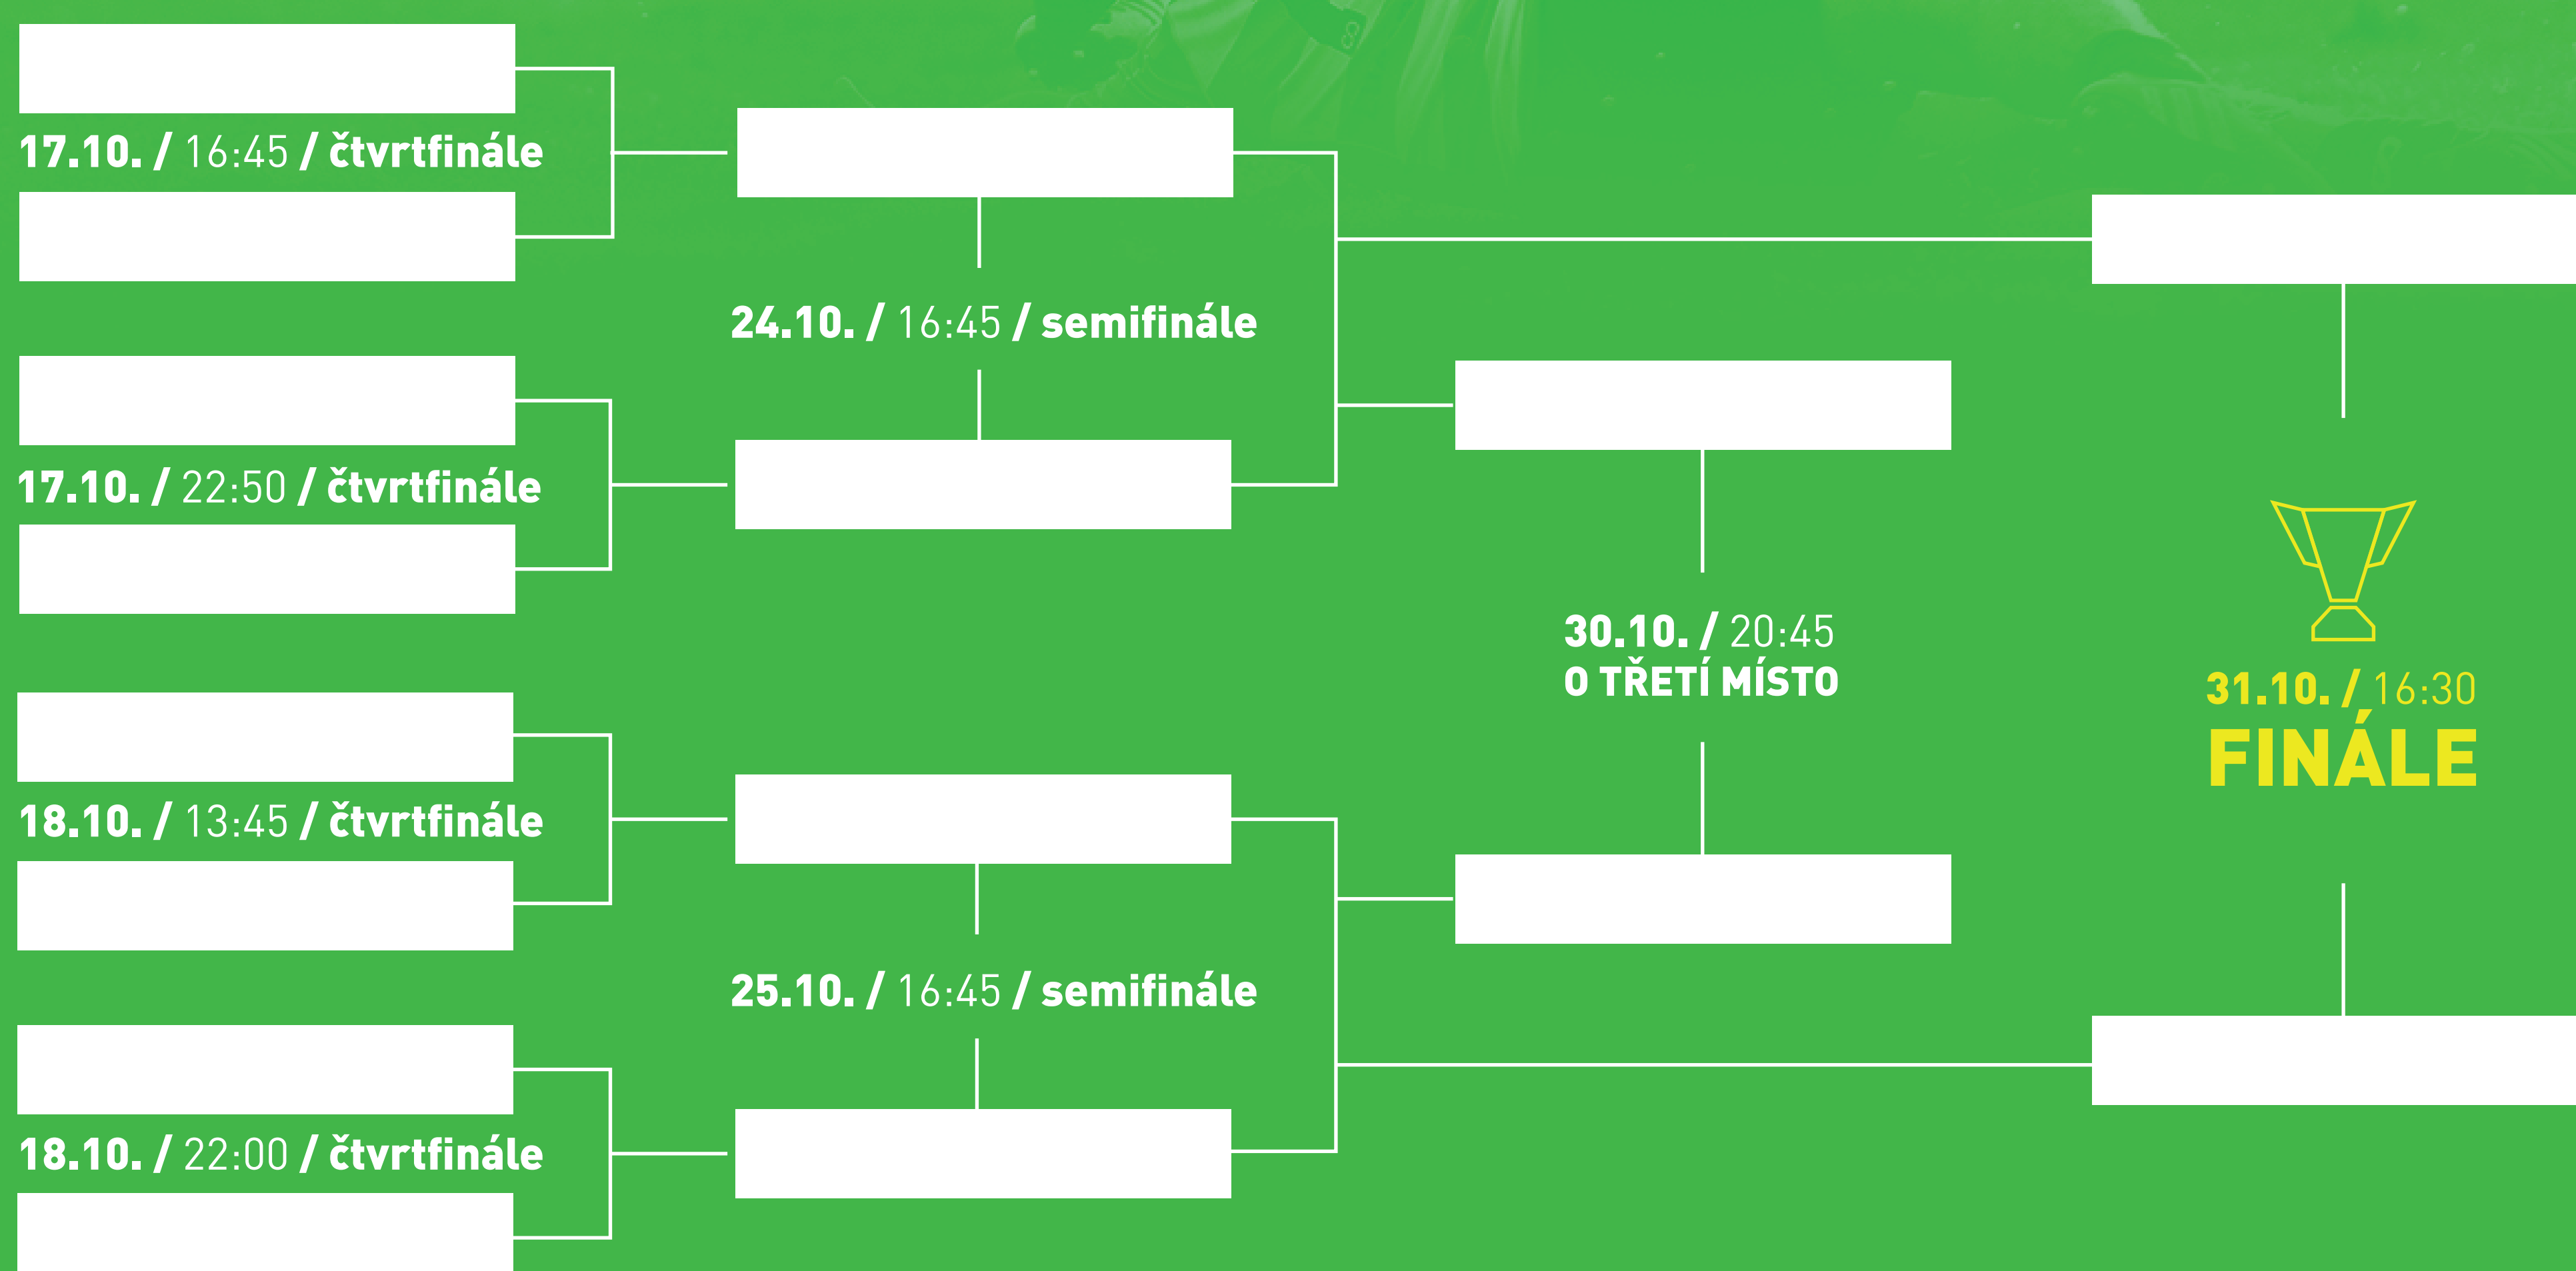 17.10. / 16:45 / čtvrtfinále
17.10. / 22:50 / čtvrtfinále
18.10. / 13:45 / čtvrtfinále
18.10. / 22:00 / čtvrtfinále
24.10. / 16:45 / semifinále
25.10. / 16:45 / semifinále
30.10. / 20:45
O TŘETÍ MÍSTO
31.10. / 16:30
FINÁLE
8